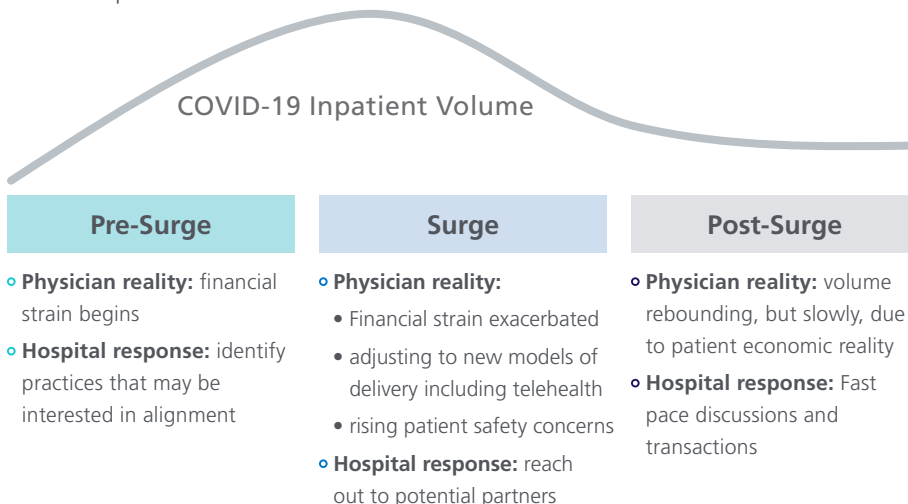 COVID-19 Inpatient Volume
Pre-Surge
Physician reality: financial
strain begins
Hospital response: identify
practices that may be
interested in alignment
Surge
Physician reality:
• Financial strain exacerbated
• adjusting to new models of
delivery including telehealth
• rising patient safety concerns
Hospital response: reach
out to potential partners
Post-Surge
Physician reality: volume
rebounding, but slowly, due
to patient economic reality
Hospital response: Fast
pace discussions and
transactions